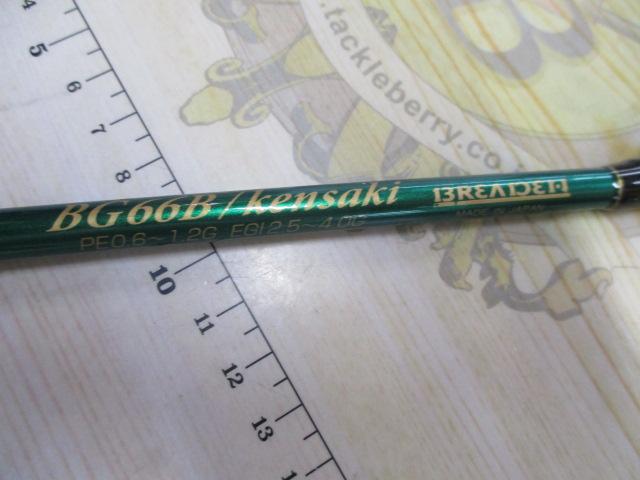 BG66B/kensaki
BREADEN
PE0.6~1.2G EGI2.5~4.0G
MADE IN JAPAN
.tackleberry.co.
B
4
5
6
7
8
10
11
12
13